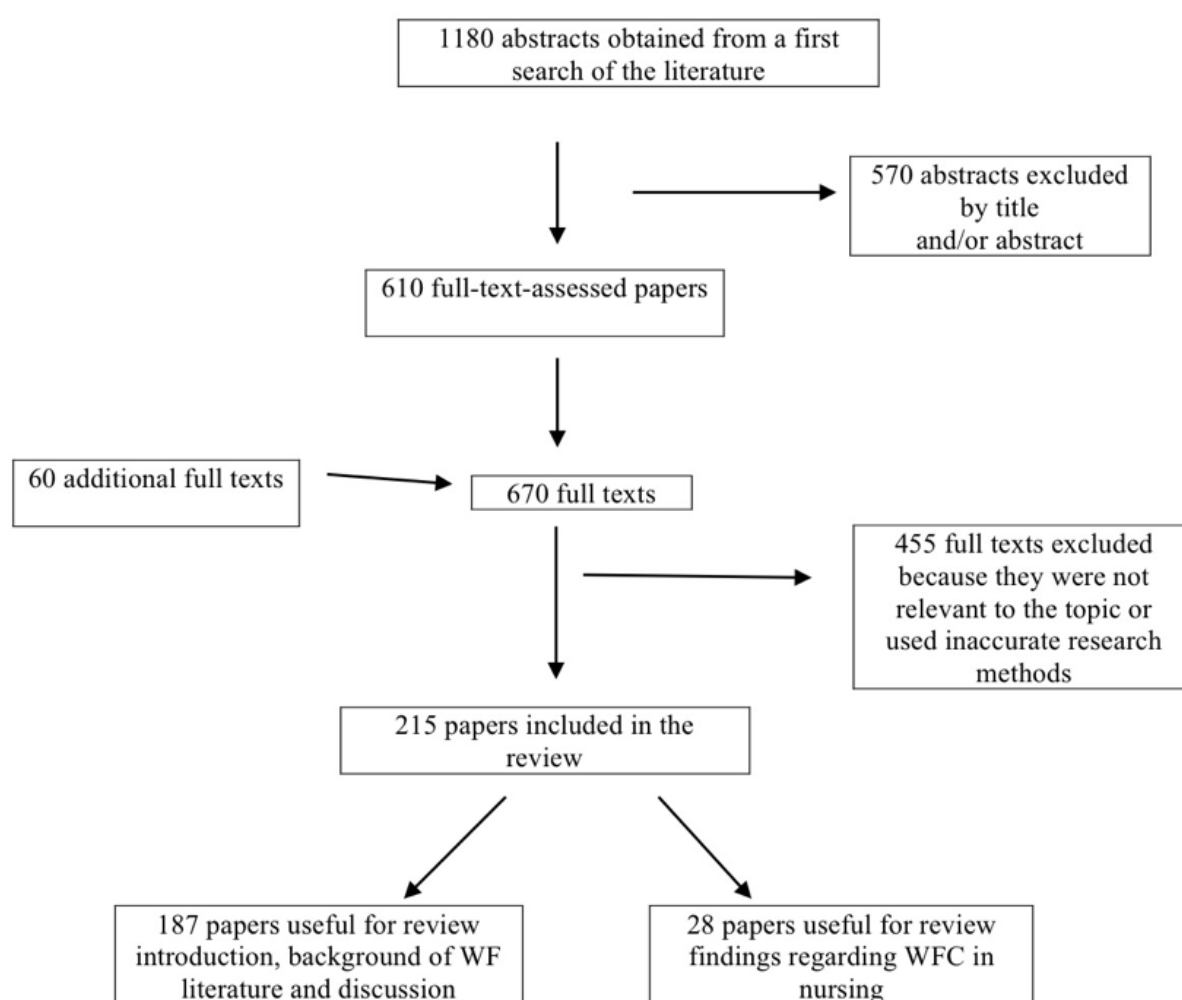 1180 abstracts obtained from a first
search of the literature
570 abstracts excluded
by title
and/or abstract
610 full-text-assessed papers
60 additional full texts
670 full texts
455 full texts excluded
because they were not
relevant to the topic or
used inaccurate research
methods
215 papers included in the
review
187 papers useful for review
introduction, background of WF
literature and discussion
28 papers useful for review
findings regarding WFC in
nursing